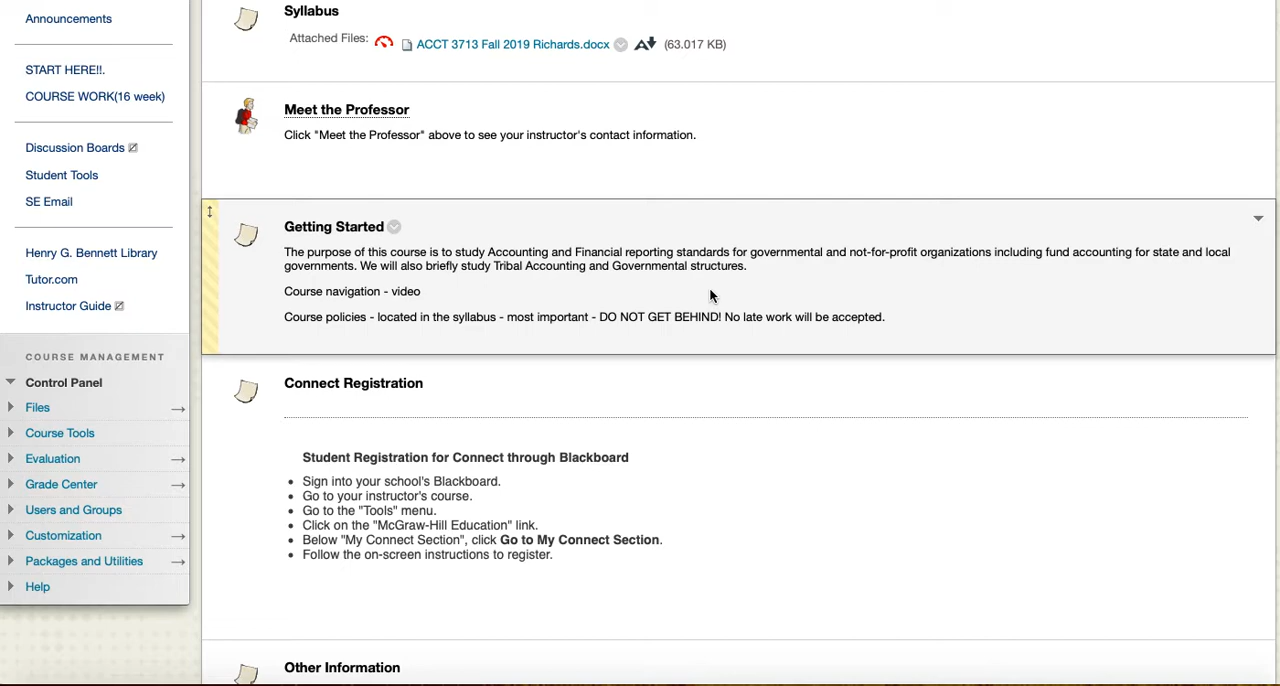 Announcements
START HERE!!.
COURSE WORK(16 week)
Discussion Boards
Student Tools
SE Email
Henry G. Bennett Library
Tutor.com
Instructor Guide
COURSE MANAGEMENT
Control Panel
Files
Course Tools
Evaluation
Grade Center
Users and Groups
Customization
Packages and Utilities
Help
Syllabus
Attached Files: ACCT 3713 Fall 2019 Richards.docx (63.017 KB)
Meet the Professor
Click "Meet the Professor" above to see your instructor's contact information.
Getting Started
The purpose of this course is to study Accounting and Financial reporting standards for governmental and not-for-profit organizations including fund accounting for state and local
governments. We will also briefly study Tribal Accounting and Governmental structures.
Course navigation - video
Course policies - located in the syllabus - most important - DO NOT GET BEHIND! No late work will be accepted.
Connect Registration
Student Registration for Connect through Blackboard
• Sign into your school's Blackboard.
• Go to your instructor's course.
• Go to the "Tools" menu.
• Click on the "McGraw-Hill Education" link.
• Below "My Connect Section", click Go to My Connect Section.
• Follow the on-screen instructions to register.
Other Information